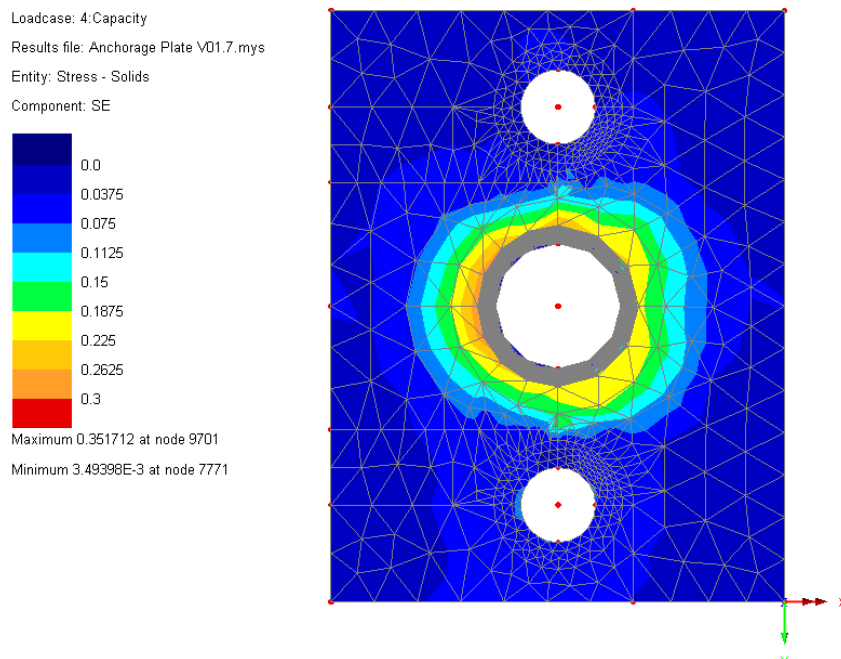 Loadcase: 4:Capacity
Results file: Anchorage Plate V01.7.mys
Entity: Stress - Solids
Component: SE
0.0
0.0375
0.075
0.1125
0.15
0.1875
0.225
0.2625
0.3
Maximum 0.351712 at node 9701
Minimum 3.49398E-3 at node 7771